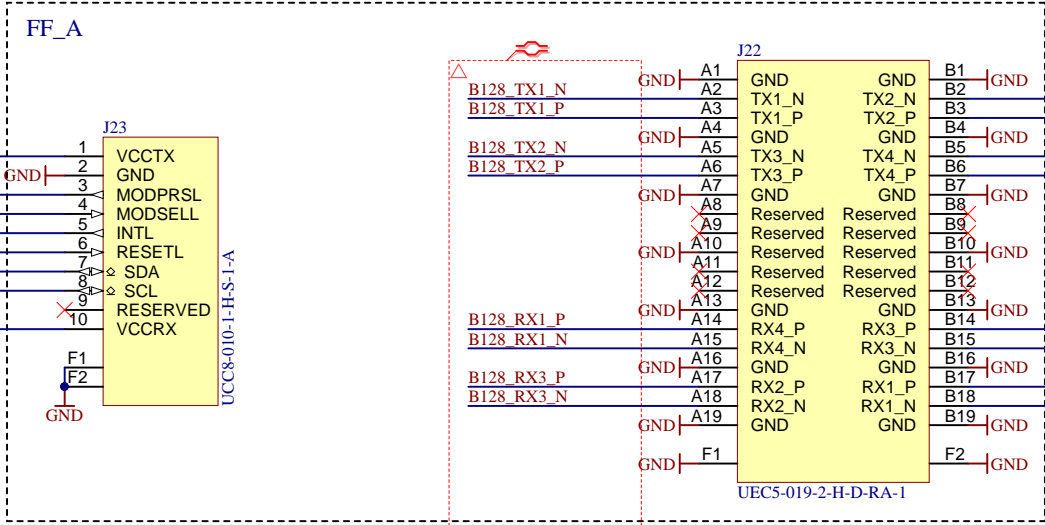 FF_A
J23
1 VCCTX
GND 2 GND
3 MODPRSL
4 MODSELL
5 INTL
6 RESETL
7 SDA
8 SCL
9 RESERVED
10 VCCRX
F1
F2
GND
UCC8-010-1-H-S-1-A
J22
GND A1 GND GND B1 GND
B128_TX1_N A2 TX1_N TX2_N B2
B128_TX1_P A3 TX1_P TX2_P B3
GND A4 GND GND B4 GND
B128_TX2_N A5 TX3_N TX4_N B5
B128_TX2_P A6 TX3_P TX4_P B6
GND A7 GND GND B7 GND
A8 Reserved Reserved B8
A9 Reserved Reserved B9
GND A10 Reserved Reserved B10 GND
A11 Reserved Reserved B11
A12 Reserved Reserved B12
GND A13 GND GND B13 GND
B128_RX1_P A14 RX4_P RX3_P B14
B128_RX1_N A15 RX4_N RX3_N B15
GND A16 GND GND B16 GND
B128_RX3_P A17 RX2_P RX1_P B17
B128_RX3_N A18 RX2_N RX1_N B18
GND A19 GND GND B19 GND
GND F1 F2 GND
UEC5-019-2-H-D-RA-1